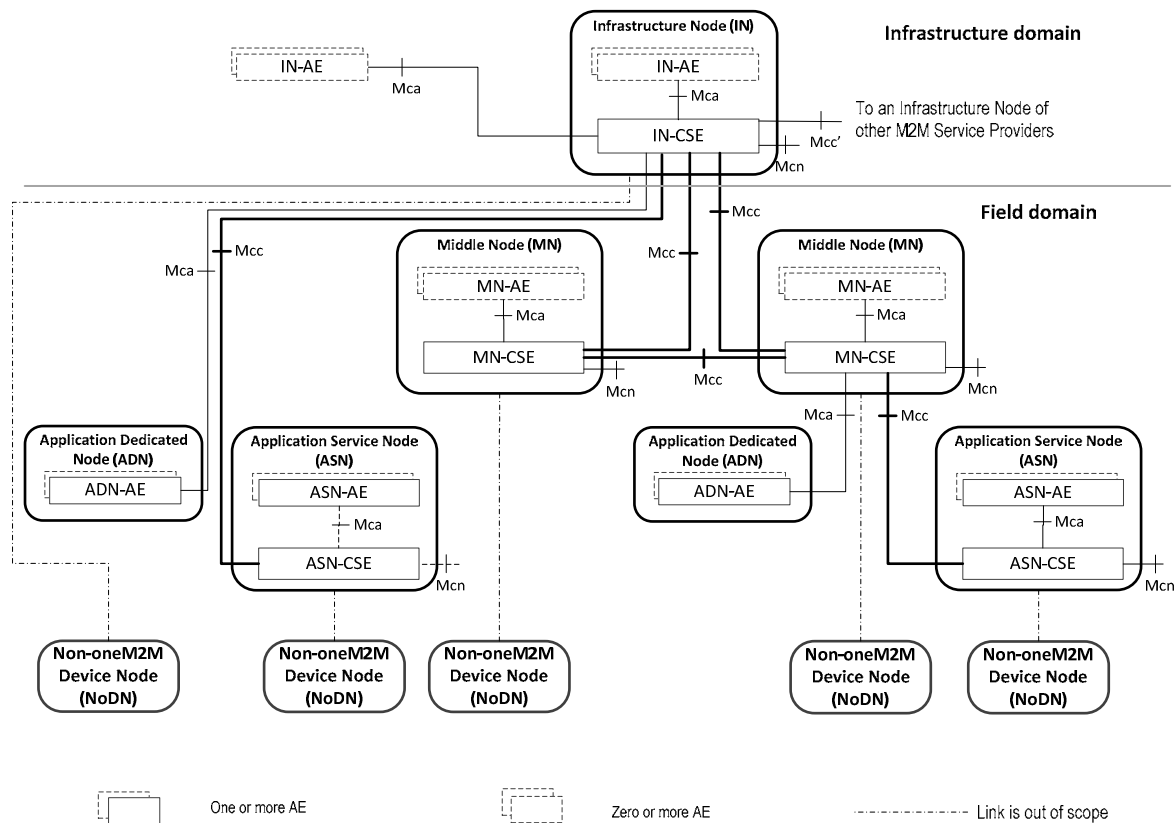 Infrastructure Node (IN)
Infrastructure domain
IN-AE
IN-AE
Mca
Mca
To an Infrastructure Node of
other M2M Service Providers
IN-CSE
Mcc'
Mcn
Field domain
Mcc
Mcc
Mca
Mcc
Middle Node (MN)
Middle Node (MN)
MN-AE
MN-AE
Mca
Mca
MN-CSE
MN-CSE
Mcc
Mcn
Mcn
Mca
Mcc
Application Dedicated
Node (ADN)
ADN-AE
Application Service Node
(ASN)
ASN-AE
Mca
ASN-CSE
Mcn
Application Dedicated
Node (ADN)
ADN-AE
Application Service Node
(ASN)
ASN-AE
Mca
ASN-CSE
Mcn
Non-oneM2M
Device Node
(NoDN)
Non-oneM2M
Device Node
(NoDN)
Non-oneM2M
Device Node
(NoDN)
Non-oneM2M
Device Node
(NoDN)
Non-oneM2M
Device Node
(NoDN)
One or more AE
Zero or more AE
Link is out of scope